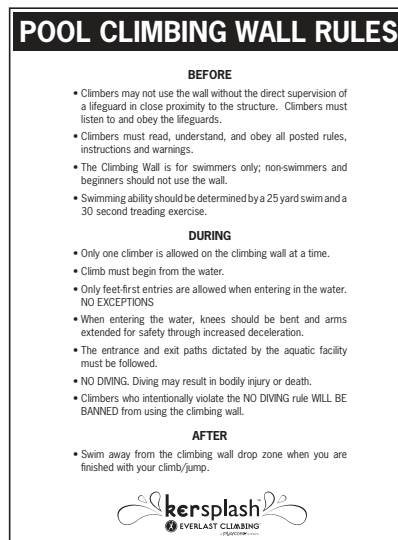 POOL CLIMBING WALL RULES
BEFORE
• Climbers may not use the wall without the direct supervision of
a lifeguard in close proximity to the structure. Climbers must
listen to and obey the lifeguards.
• Climbers must read, understand, and obey all posted rules,
instructions and warnings.
• The Climbing Wall is for swimmers only; non-swimmers and
beginners should not use the wall.
• Swimming ability should be determined by a 25 yard swim and a
30 second treading exercise.
DURING
• Only one climber is allowed on the climbing wall at a time.
• Climb must begin from the water.
• Only feet-first entries are allowed when entering in the water.
NO EXCEPTIONS
• When entering the water, knees should be bent and arms
extended for safety through increased deceleration.
• The entrance and exit paths dictated by the aquatic facility
must be followed.
• NO DIVING. Diving may result in bodily injury or death.
• Climbers who intentionally violate the NO DIVING rule WILL BE
BANNED from using the climbing wall.
AFTER
• Swim away from the climbing wall drop zone when you are
finished with your climb/jump.
kersplash™
EVERLAST CLIMBING